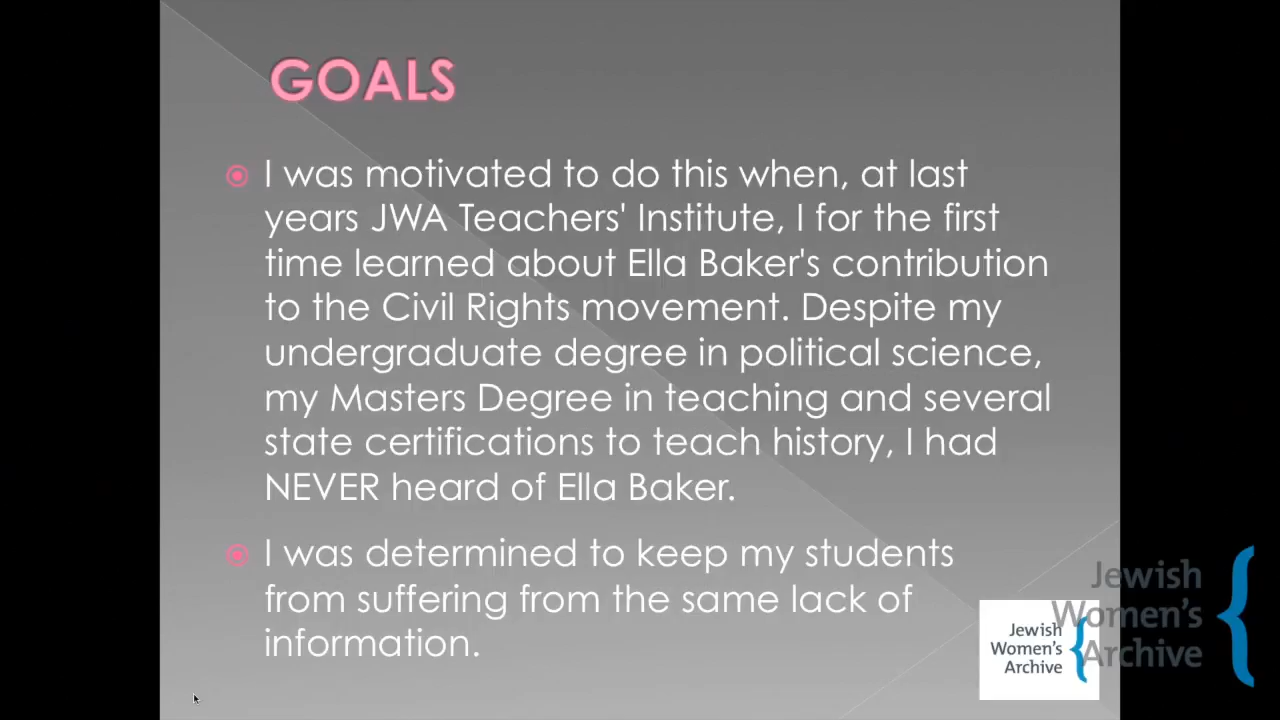 GOALS
I was motivated to do this when, at last
years JWA Teachers' Institute, I for the first
time learned about Ella Baker's contribution
to the Civil Rights movement. Despite my
undergraduate degree in political science,
my Masters Degree in teaching and several
state certifications to teach history, I had
NEVER heard of Ella Baker.
I was determined to keep my students
from suffering from the same lack of
information.
Jewish
Women's
Archive
Jewish
Women's
Archive